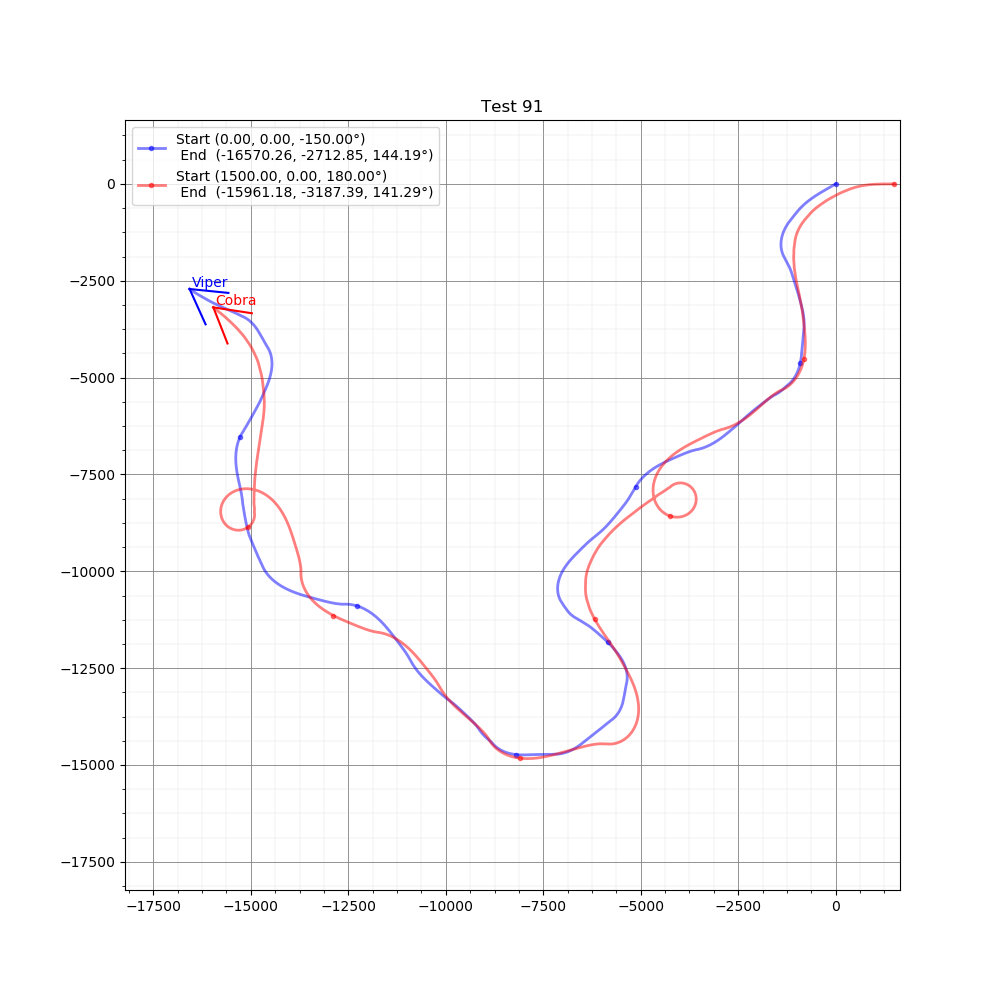 Test 91
Start (0.00, 0.00, -150.00°)
End (-16570.26, -2712.85, 144.19°)
Start (1500.00, 0.00, 180.00°)
End (-15961.18, -3187.39, 141.29°)
0
−2500
−5000
−7500
−10000
−12500
−15000
−17500
Viper
Cobra
−17500 −15000 −12500 −10000 −7500 −5000 −2500 0